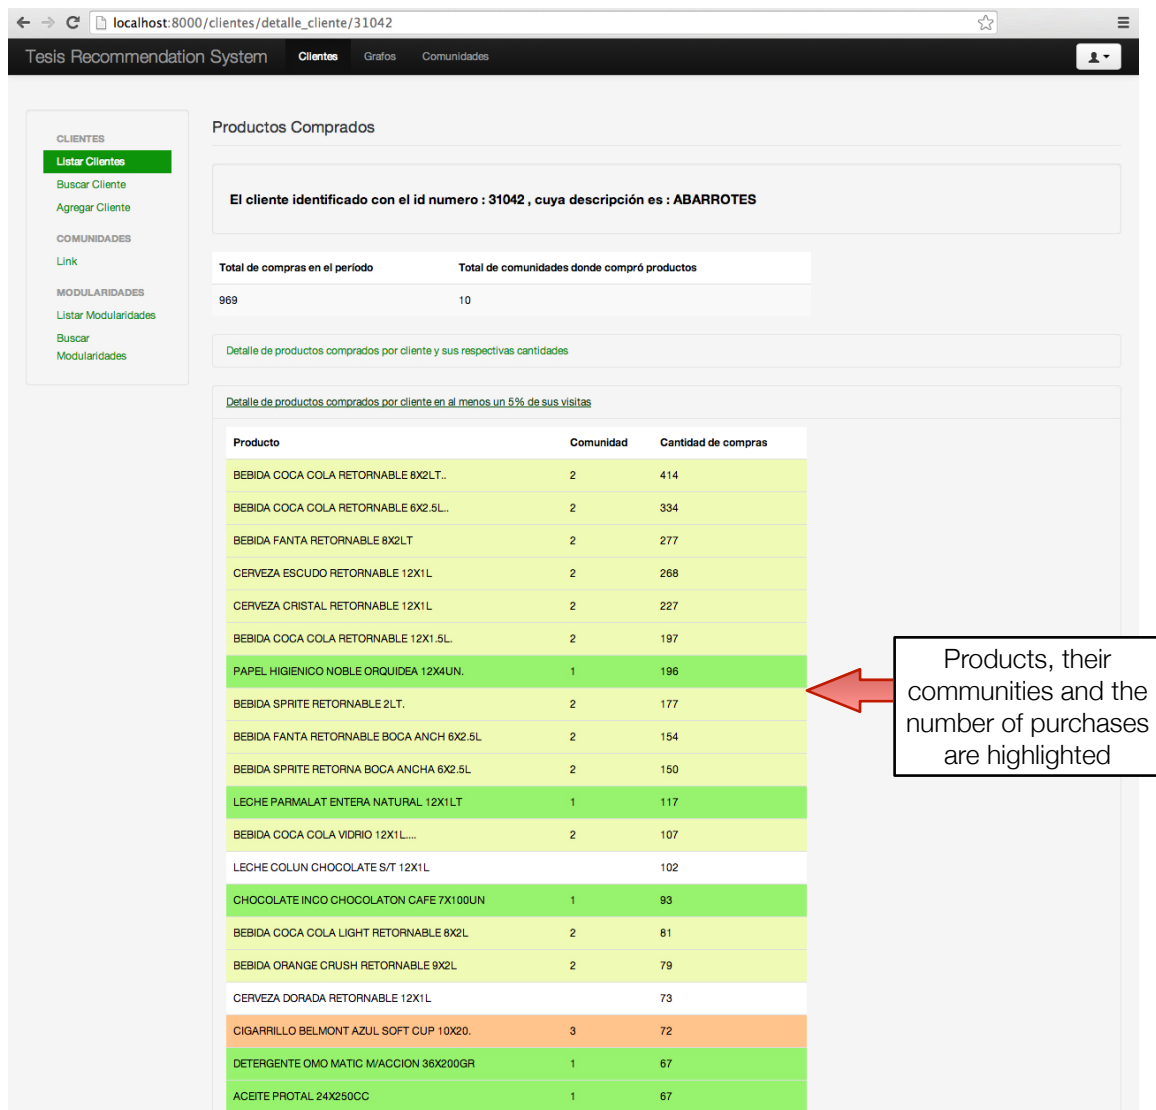 localhost:8000/clientes/detalle_cliente/31042
Tesis Recommendation System Clientes Grafos Comunidades
CLIENTES
Listar Clientes
Buscar Cliente
Agregar Cliente
COMUNIDADES
Link
MODULARIDADES
Listar Modularidades
Buscar
Modularidades
Productos Comprados
El cliente identificado con el id numero : 31042 , cuya descripción es : ABARROTES
Total de compras en el período Total de comunidades donde compró productos
969 10
Detalle de productos comprados por cliente y sus respectivas cantidades
Detalle de productos comprados por cliente en al menos un 5% de sus visitas
Producto Comunidad Cantidad de compras
BEBIDA COCA COLA RETORNABLE 8X2LT.. 2 414
BEBIDA COCA COLA RETORNABLE 6X2.5L.. 2 334
BEBIDA FANTA RETORNABLE 8X2LT 2 277
CERVEZA ESCUDO RETORNABLE 12X1L 2 268
CERVEZA CRISTAL RETORNABLE 12X1L 2 227
BEBIDA COCA COLA RETORNABLE 12X1.5L. 2 197
PAPEL HIGIENICO NOBLE ORQUIDEA 12X4UN. 1 196
BEBIDA SPRITE RETORNABLE 2LT. 2 177
BEBIDA FANTA RETORNABLE BOCA ANCH 6X2.5L 2 154
BEBIDA SPRITE RETORNA BOCA ANCHA 6X2.5L 2 150
LECHE PARMALAT ENTERA NATURAL 12X1LT 1 117
BEBIDA COCA COLA VIDRIO 12X1L.... 2 107
LECHE COLUN CHOCOLATE S/T 12X1L 102
CHOCOLATE INCO CHOCOLATON CAFE 7X100UN 1 93
BEBIDA COCA COLA LIGHT RETORNABLE 8X2L 2 81
BEBIDA ORANGE CRUSH RETORNABLE 9X2L 2 79
CERVEZA DORADA RETORNABLE 12X1L 73
CIGARRILLO BELMONT AZUL SOFT CUP 10X20. 3 72
DETERGENTE OMO MATIC M/ACCION 36X200GR 1 67
ACEITE PROTAL 24X250CC 1 67
Products, their
communities and the
number of purchases
are highlighted